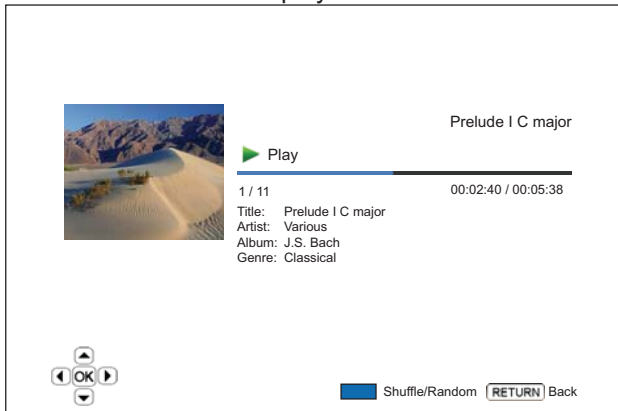 Prelude I C major
Play
1 / 11 00:02:40 / 00:05:38
Title: Prelude I C major
Artist: Various
Album: J.S. Bach
Genre: Classical
OK
Shuffle/Random RETURN Back